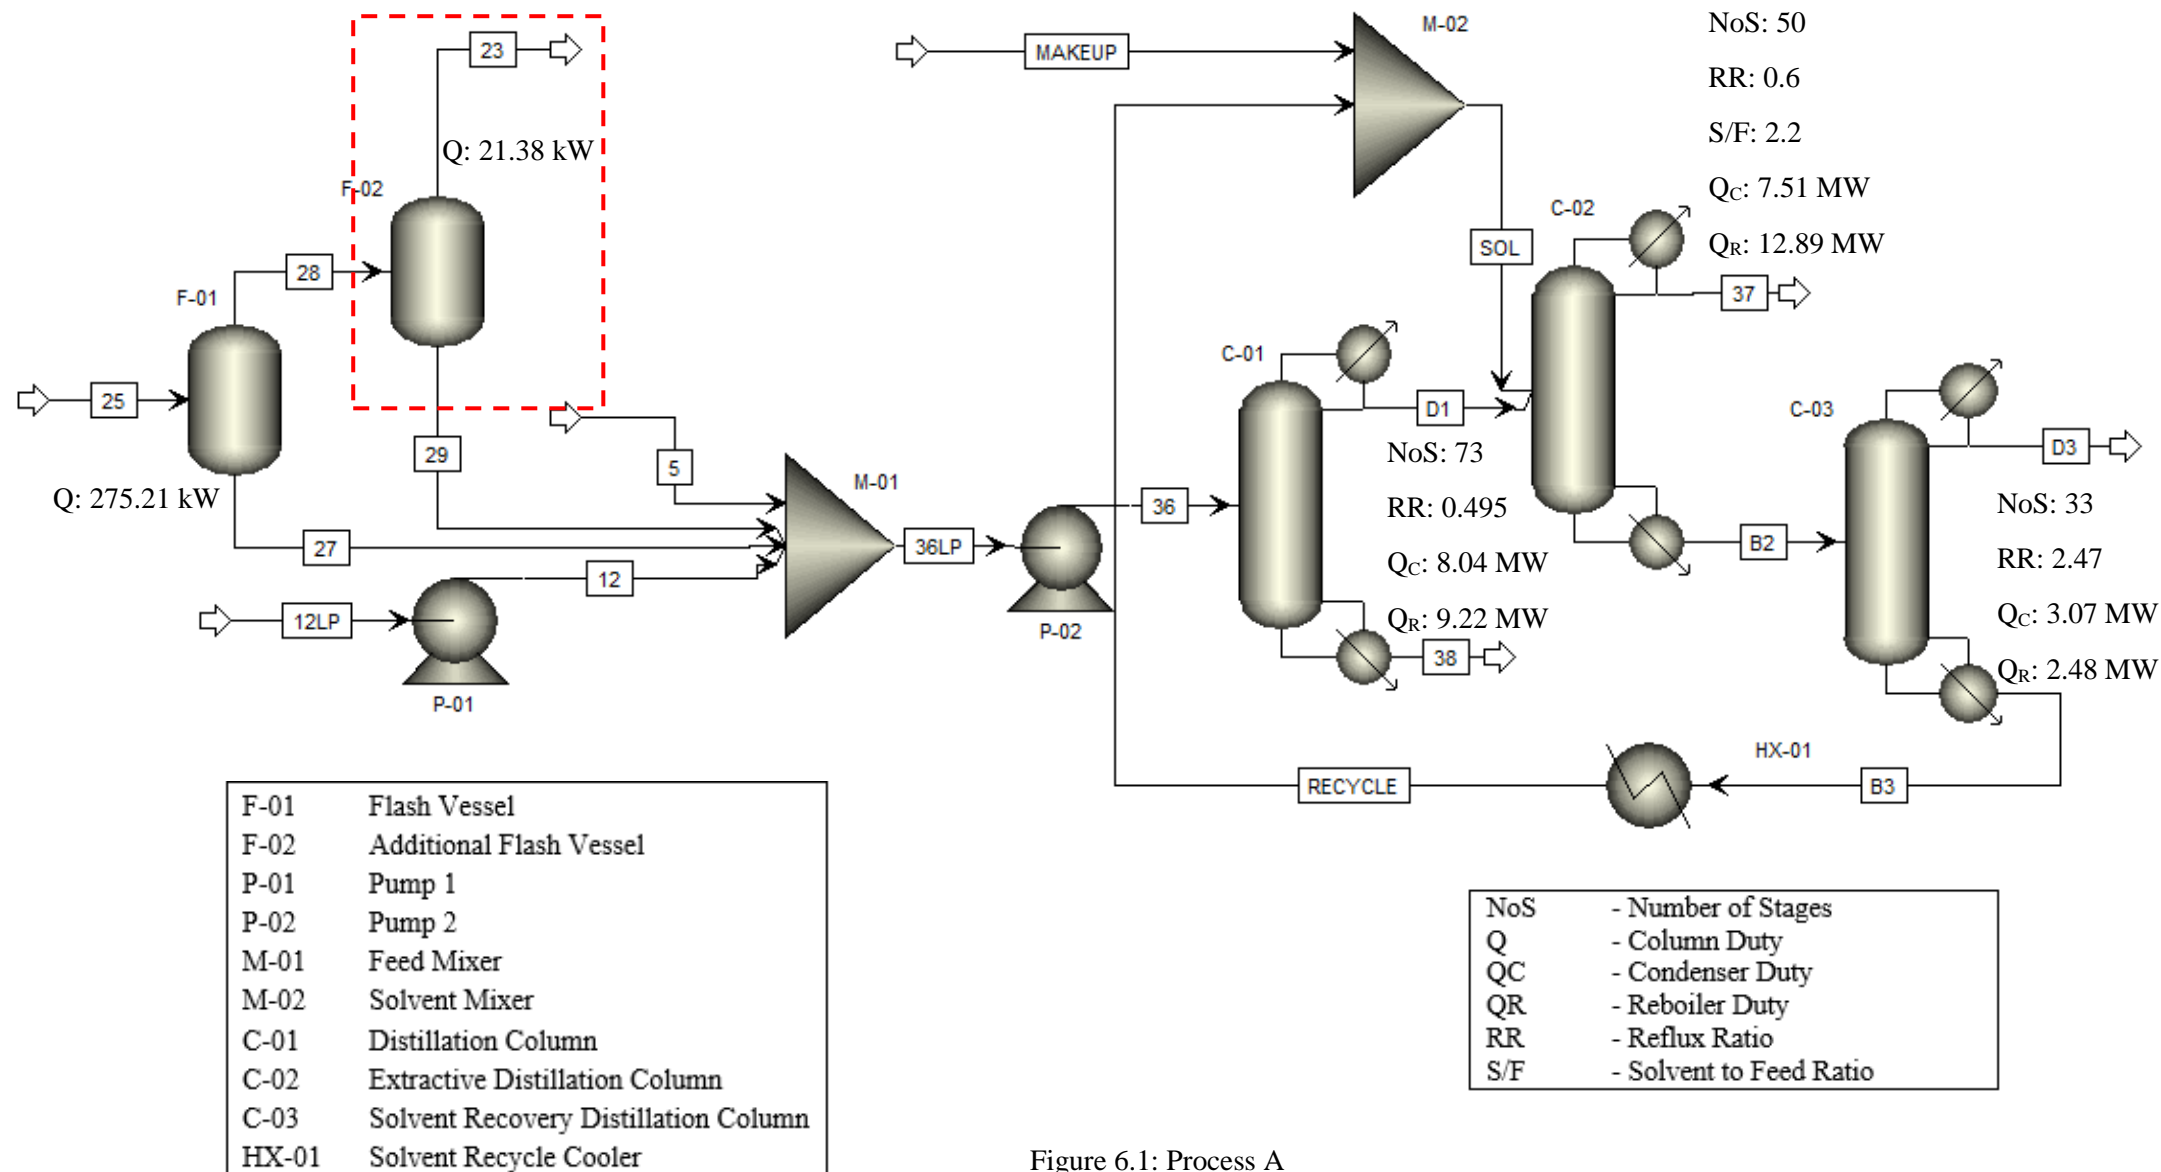 23
Q: 21.38 kW
F-02
28
F-01
25
29
Q: 275.21 kW
27
5
12
12LP
P-01
M-01
36LP
P-02
MAKEUP
M-02
SOL
36
C-01
D1
NoS: 73
RR: 0.495
QC: 8.04 MW
QR: 9.22 MW
38
NoS: 50
RR: 0.6
S/F: 2.2
QC: 7.51 MW
QR: 12.89 MW
C-02
37
B2
C-03
D3
NoS: 33
RR: 2.47
QC: 3.07 MW
QR: 2.48 MW
HX-01
B3
RECYCLE
F-01 Flash Vessel
F-02 Additional Flash Vessel
P-01 Pump 1
P-02 Pump 2
M-01 Feed Mixer
M-02 Solvent Mixer
C-01 Distillation Column
C-02 Extractive Distillation Column
C-03 Solvent Recovery Distillation Column
HX-01 Solvent Recycle Cooler
NoS - Number of Stages
Q - Column Duty
QC - Condenser Duty
QR - Reboiler Duty
RR - Reflux Ratio
S/F - Solvent to Feed Ratio
Figure 6.1: Process A